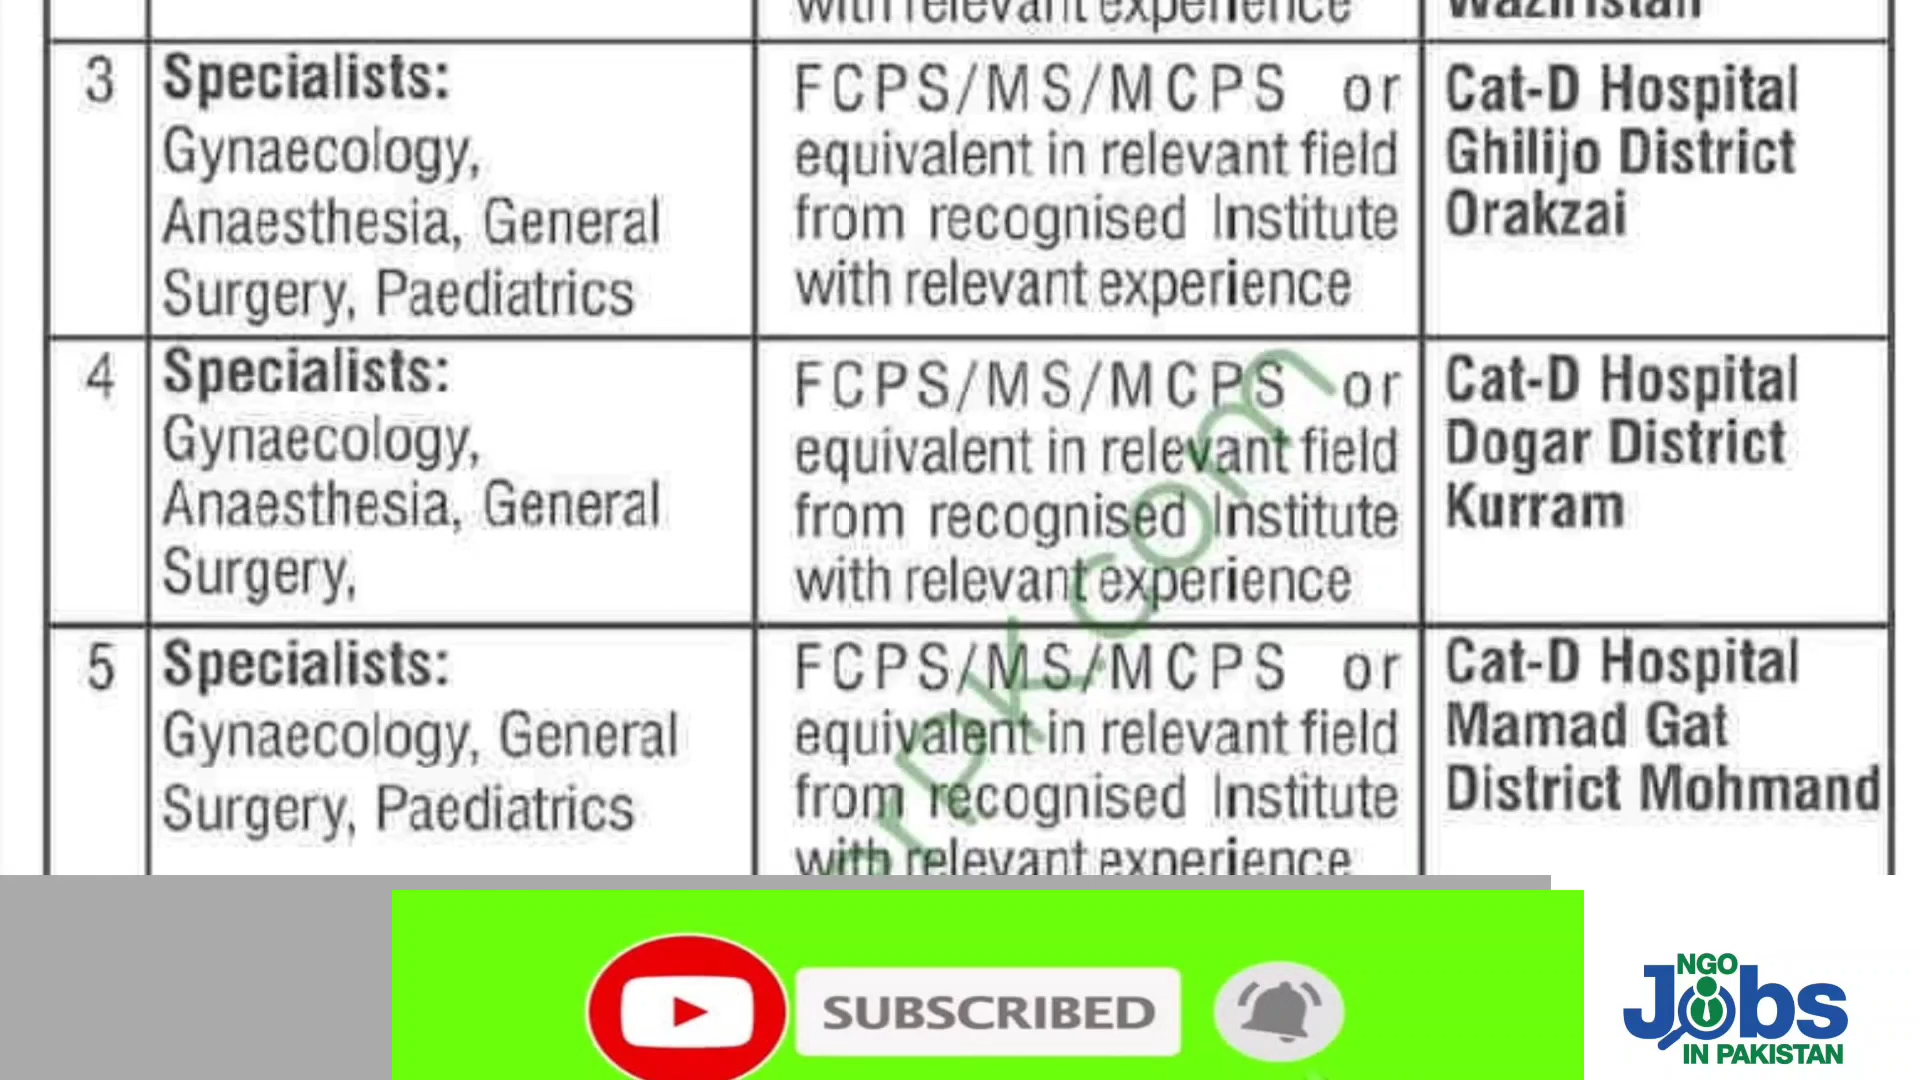 with relevant experience
Waziristan
3
Specialists:
Gynaecology,
Anaesthesia, General
Surgery, Paediatrics
FCPS/MS/MCPS or
equivalent in relevant field
from recognised Institute
with relevant experience
Cat-D Hospital
Ghilijo District
Orakzai
4
Specialists:
Gynaecology,
Anaesthesia, General
Surgery,
FCPS/MS/MCPS or
equivalent in relevant field
from recognised Institute
with relevant experience
Cat-D Hospital
Dogar District
Kurram
5
Specialists:
Gynaecology, General
Surgery, Paediatrics
FCPS/MS/MCPS or
equivalent in relevant field
from recognised Institute
with relevant experience
Cat-D Hospital
Mamad Gat
District Mohmand
SUBSCRIBED
NGO
Jobs
IN PAKISTAN